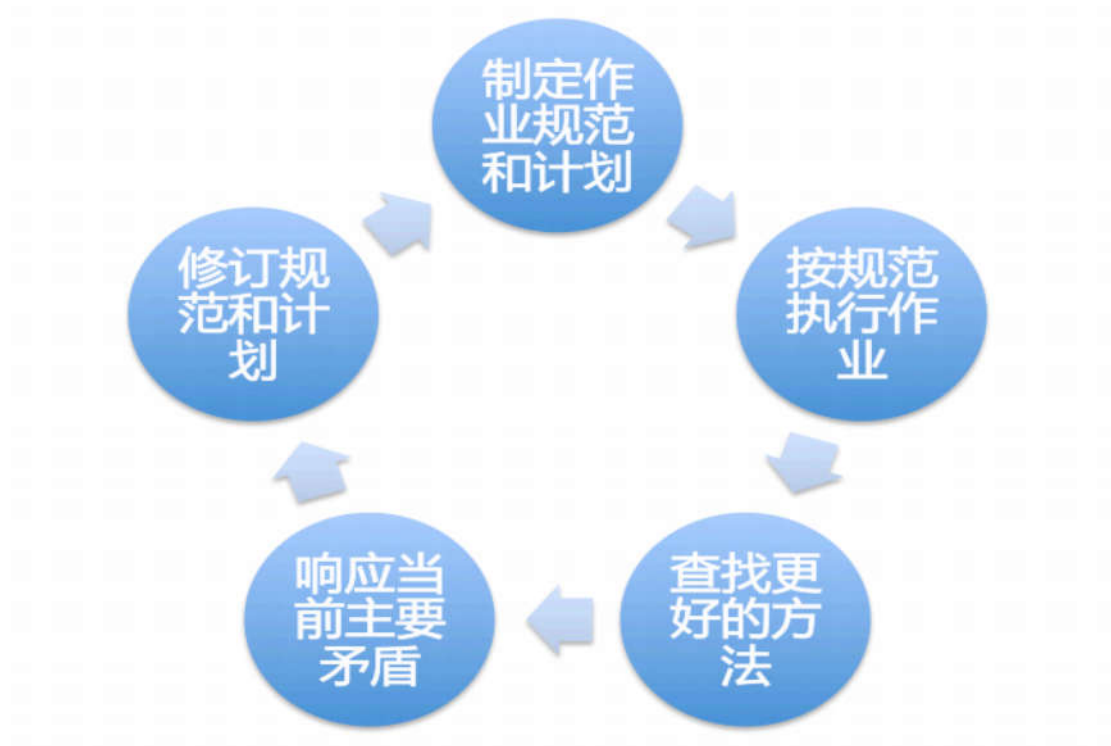 制定作
业规范
和计划
按规范
执行作
业
查找更
好的方
法
响应当
前主要
矛盾
修订规
范和计
划